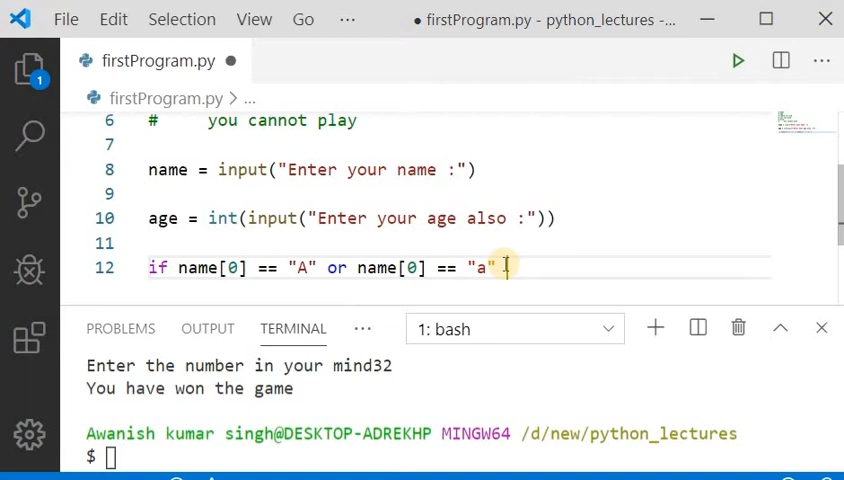 File Edit Selection View Go ··· ● firstProgram.py - python_lectures -...
firstProgram.py ●
firstProgram.py > ...
6 # you cannot play
7
8 name = input("Enter your name :")
9
10 age = int(input("Enter your age also :"))
11
12 if name[0] == "A" or name[0] == "a"
1
PROBLEMS OUTPUT TERMINAL ··· 1: bash
Enter the number in your mind32
You have won the game
Awanish kumar singh@DESKTOP-ADREKHP MINGW64 /d/new/python_lectures
$